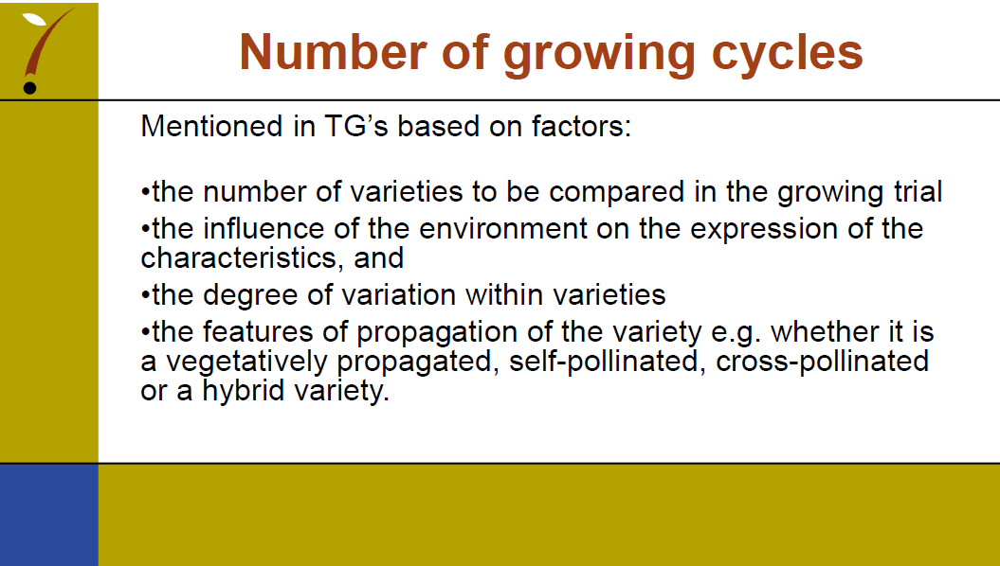 Number of growing cycles
Mentioned in TG’s based on factors:
•the number of varieties to be compared in the growing trial
•the influence of the environment on the expression of the
characteristics, and
•the degree of variation within varieties
•the features of propagation of the variety e.g. whether it is
a vegetatively propagated, self-pollinated, cross-pollinated
or a hybrid variety.